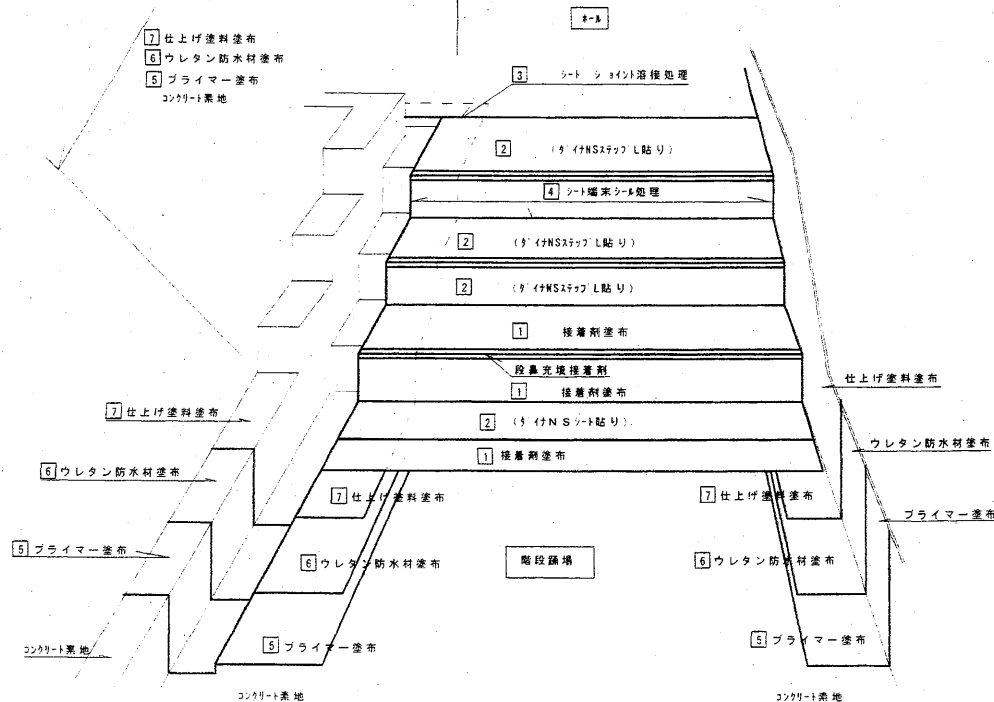 ホール
7 仕上げ塗料塗布
6 ウレタン防水材塗布
5 プライマー塗布
コンクリート素地
3 シート ジョイント溶接処理
2 (ダイナNSステップL貼り)
4 シート端末シール処理
2 (ダイナNSステップL貼り)
2 (ダイナNSステップL貼り)
1 接着剤塗布
段鼻充填接着剤
1 接着剤塗布
仕上げ塗料塗布
7 仕上げ塗料塗布
2 (ダイナNSシート貼り)
ウレタン防水材塗布
1 接着剤塗布
6 ウレタン防水材塗布
7 仕上げ塗料塗布
7 仕上げ塗料塗布
プライマー塗布
5 プライマー塗布
6 ウレタン防水材塗布
階段踊場
6 ウレタン防水材塗布
コンクリート素地
5 プライマー塗布
5 プライマー塗布
コンクリート素地
コンクリート素地